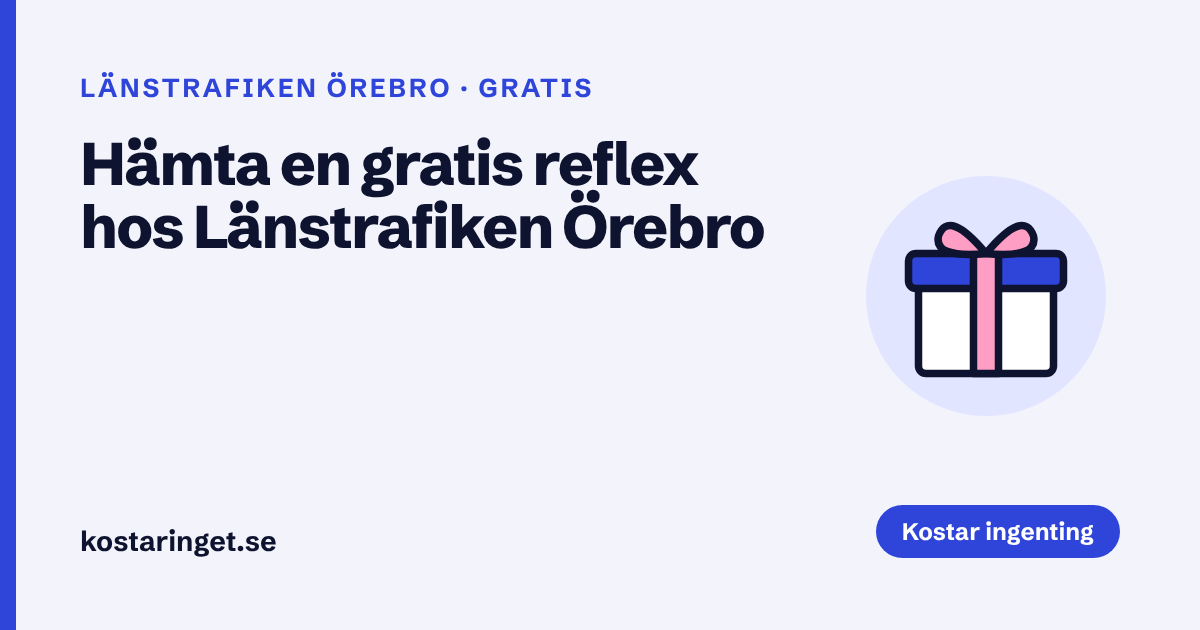 LÄNSTRAFIKEN ÖREBRO · GRATIS
Hämta en gratis reflex
hos Länstrafiken Örebro
kostaringet.se
Kostar ingenting